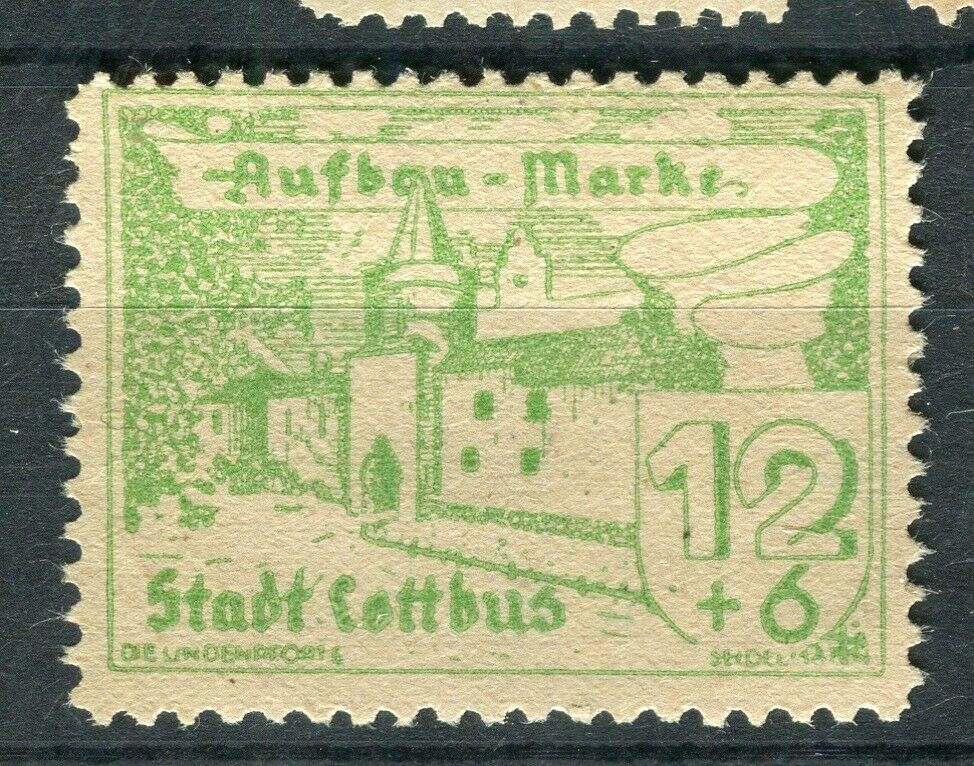 Aufbau-Marke
12
+6
Stadt Cottbus
DIE LINDENPFORTE